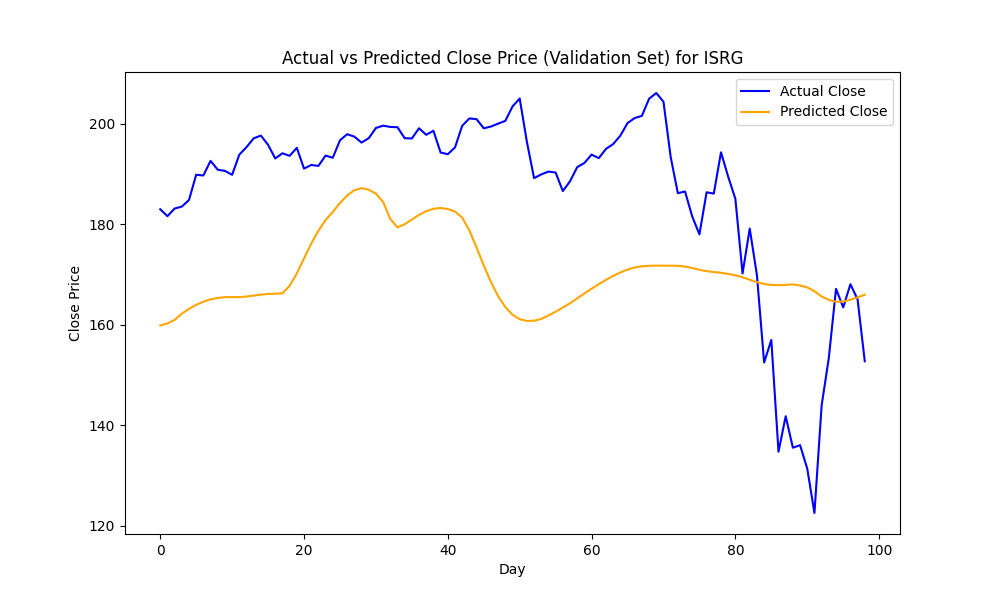 Actual vs Predicted Close Price (Validation Set) for ISRG
Actual Close
Predicted Close
Close Price
200
180
160
140
120
0 20 40 60 80 100
Day